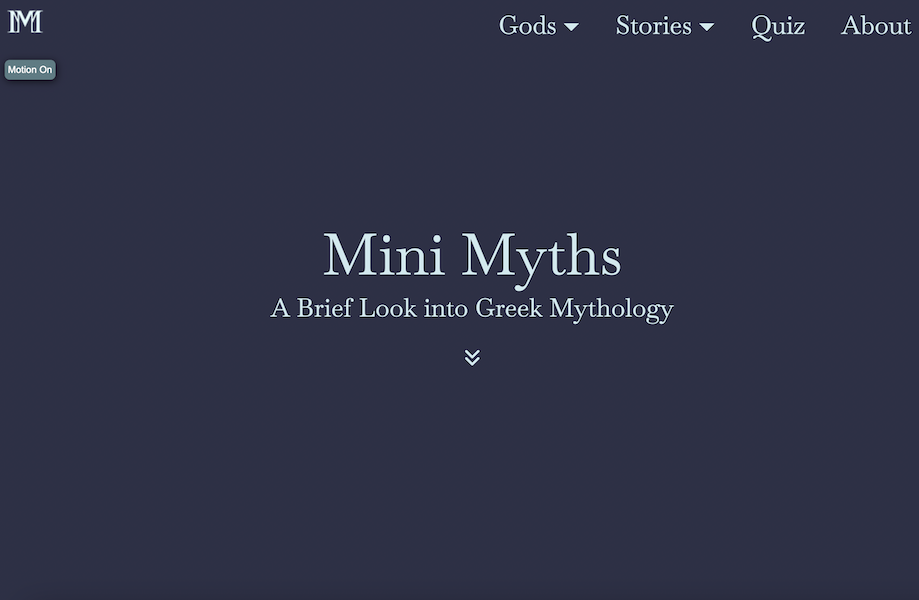 MM
Gods
Stories
Quiz
About
Motion On
Mini Myths
A Brief Look into Greek Mythology